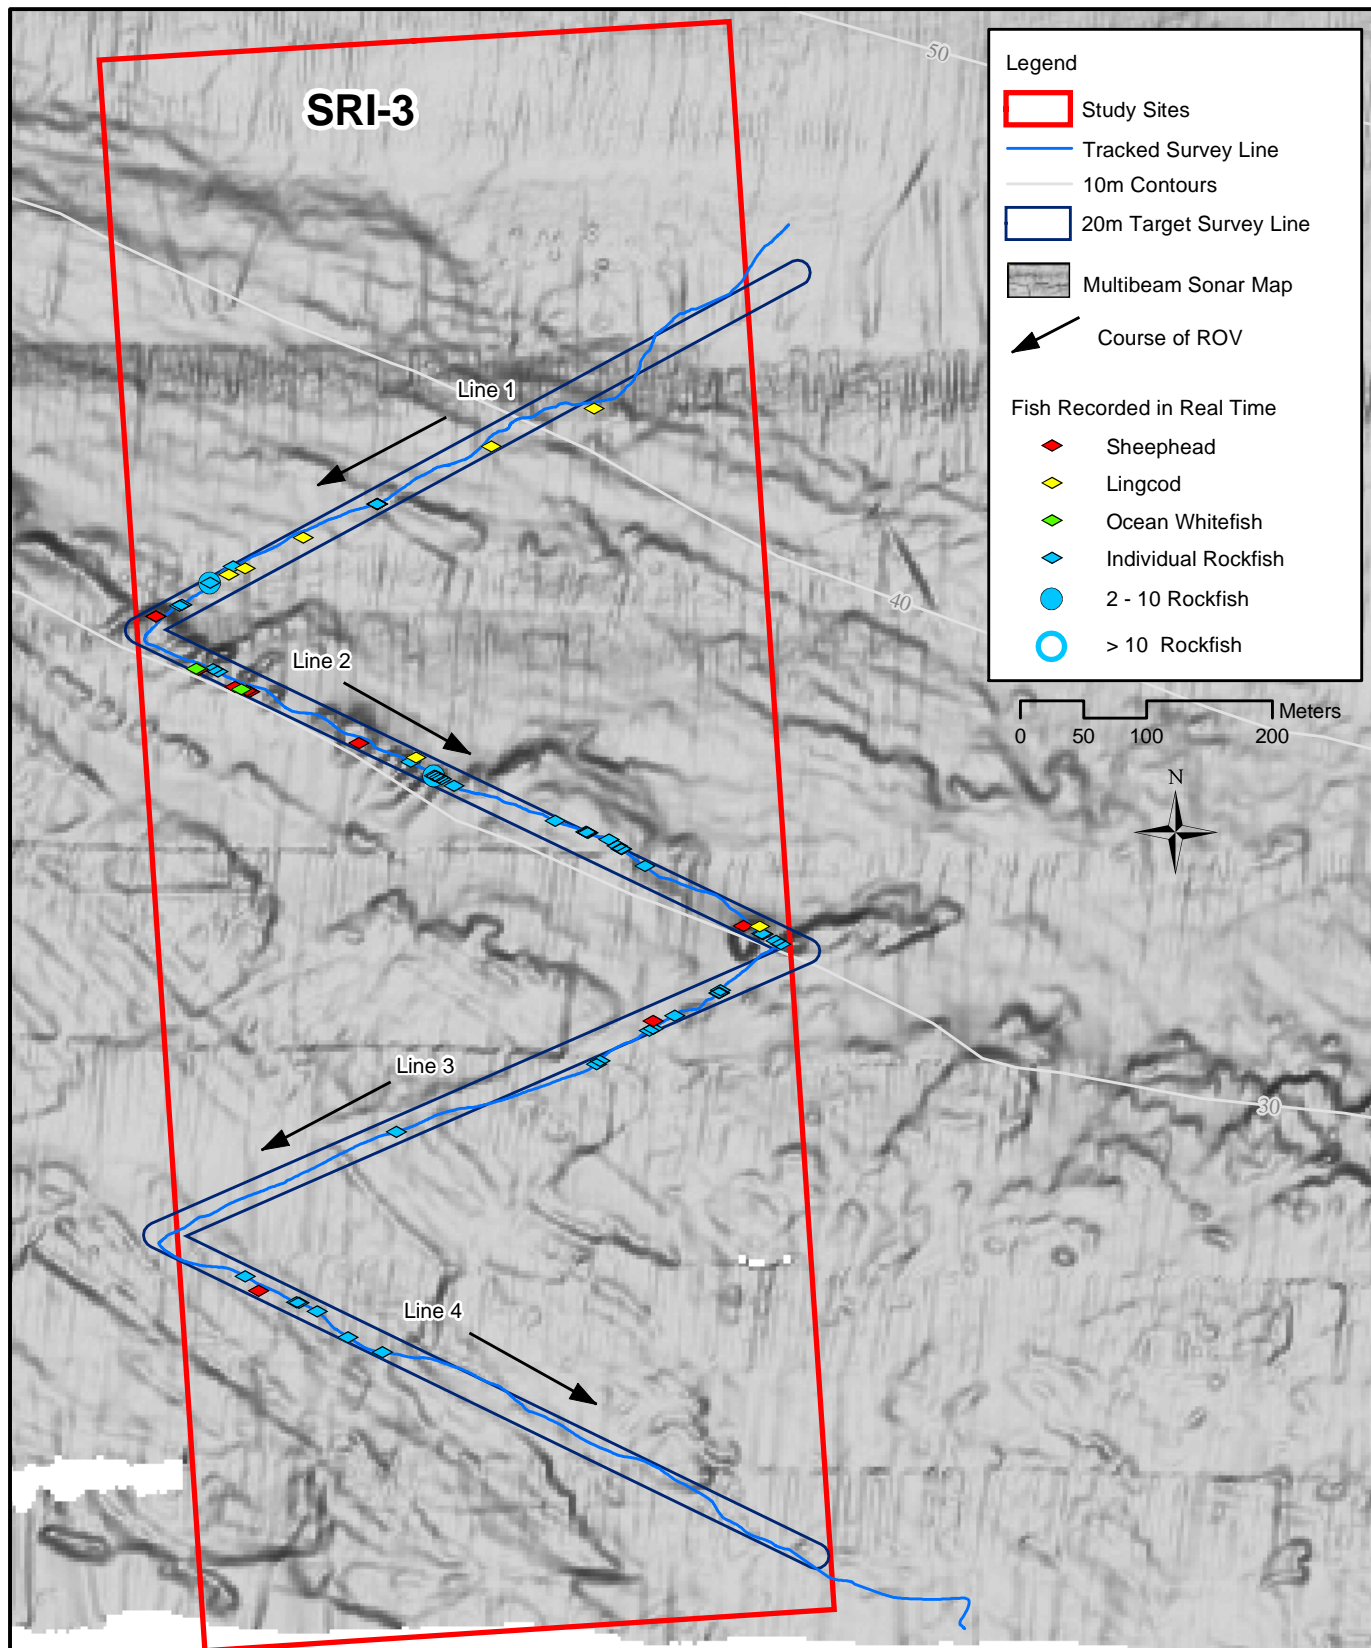 SRI-3
50
Legend
Study Sites
Tracked Survey Line
10m Contours
20m Target Survey Line
Multibeam Sonar Map
Course of ROV
Fish Recorded in Real Time
Sheephead
Lingcod
Ocean Whitefish
Individual Rockfish
2 - 10 Rockfish
> 10 Rockfish
Meters
0 50 100 200
N
Line 1
40
Line 2
Line 3
30
Line 4